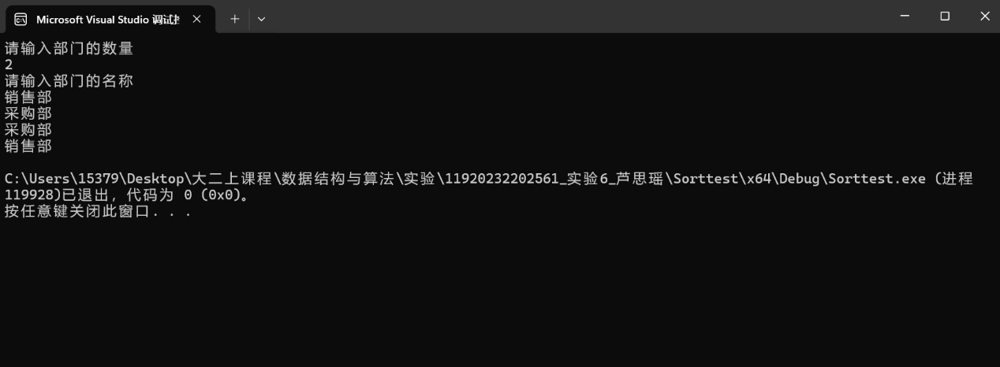 Microsoft Visual Studio 调试
请输入部门的数量
2
请输入部门的名称
销售部
采购部
采购部
销售部
C:\Users\15379\Desktop\大二上课程\数据结构与算法\实验\11920232202561_实验6_芦思瑶\Sorttest\x64\Debug\Sorttest.exe (进程
119928)已退出，代码为 0 (0x0)。
按任意键关闭此窗口. . .